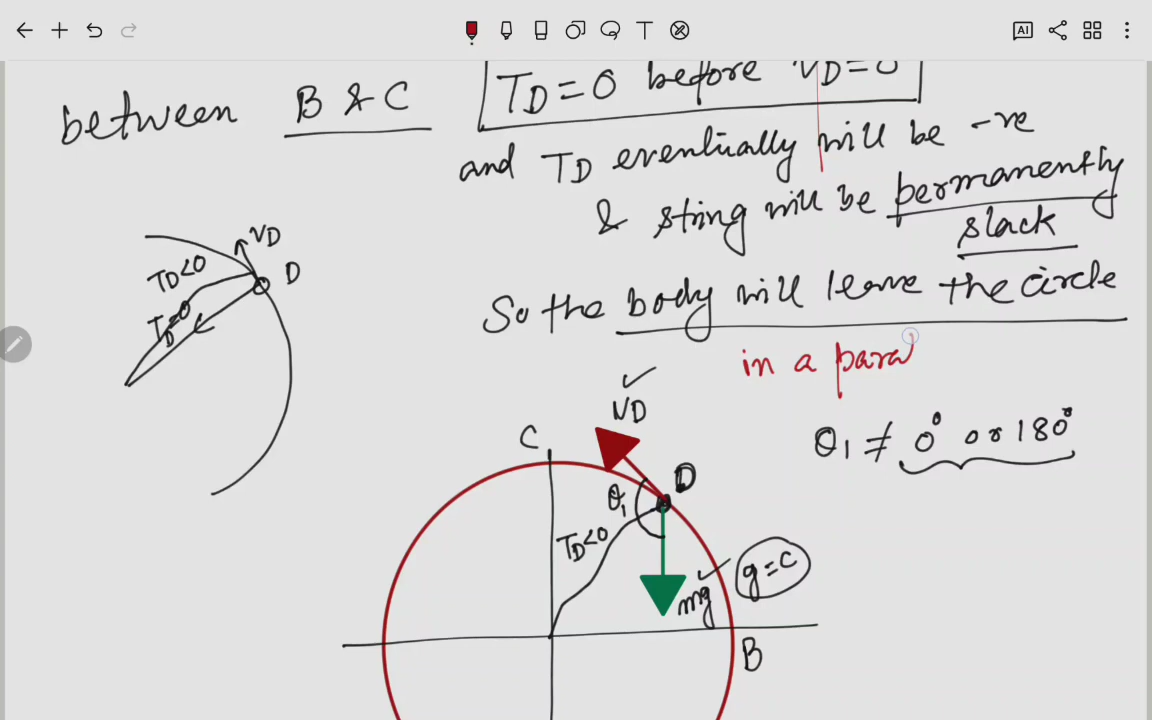 between B & C
TD=0 before VD=0
and TD eventually will be -ve
& string will be permanently
slack
So the body will leave the circle
in a para
θ1 ≠ 0° or 180°
VD
D
TD<0
TD=0
VD
C
D
θ1
TD<0
mg
g=c
B
AI
T